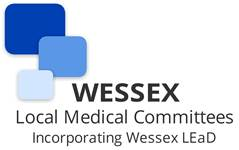 WESSEX
Local Medical Committees
Incorporating Wessex LEaD